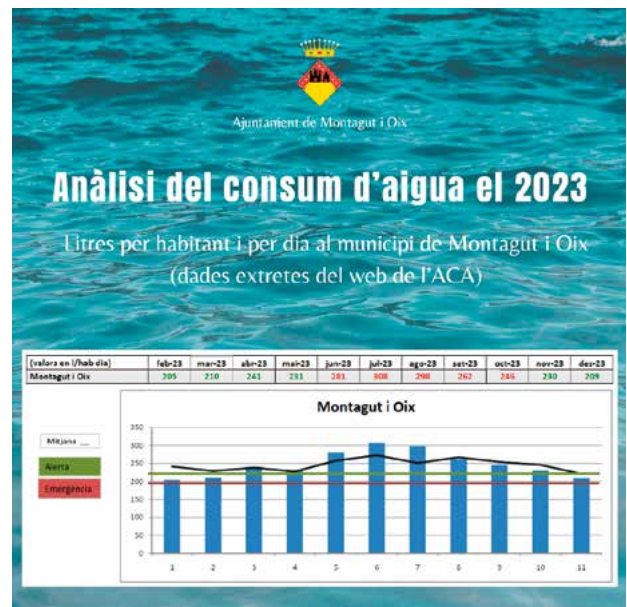 Ajuntament de Montagut i Oix
Anàlisi del consum d'aigua el 2023
Litres per habitant i per dia al municipi de Montagut i Oix
(dades extretes del web de l'ACA)
(valors en l/hab dia) feb-23 mar-23 abr-23 mai-23 jun-23 jul-23 ago-23 set-23 oct-23 nov-23 des-23
Montagut i Oix 205 210 241 231 281 308 298 262 246 230 209
Montagut i Oix
Mitjana
Alerta
Emergència
350
300
250
200
150
100
50
0
1 2 3 4 5 6 7 8 9 10 11